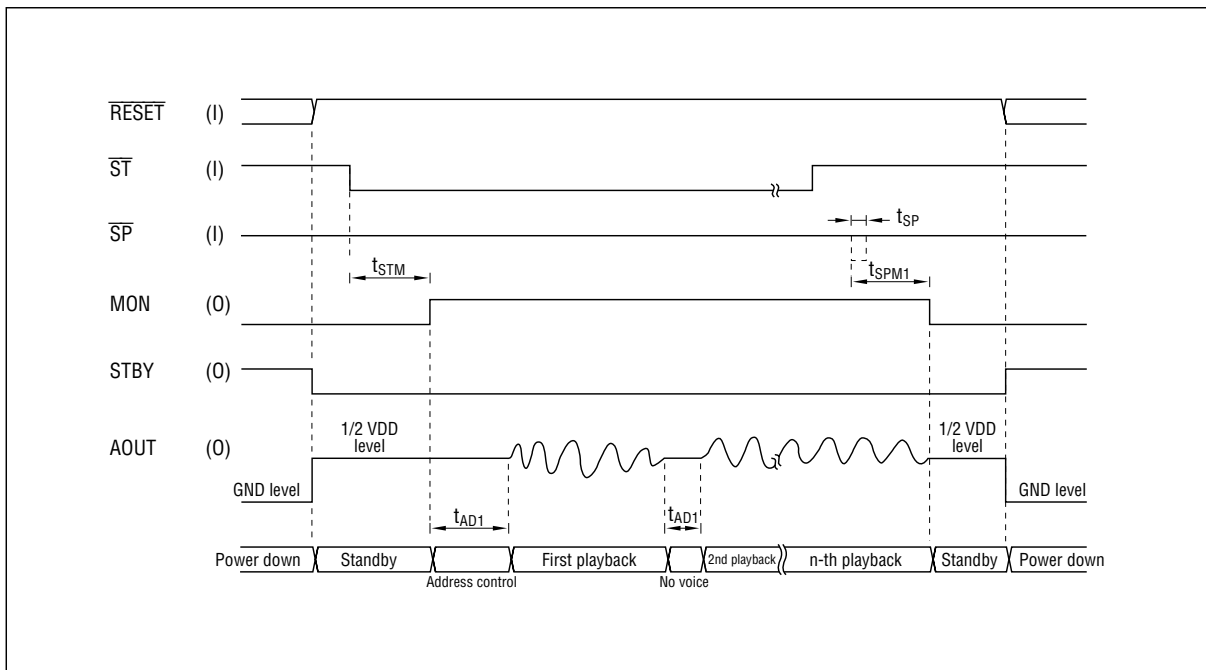 RESET (I)
ST (I)
tSP
SP (I)
tSTM
tSPM1
MON (O)
STBY (O)
AOUT (O)
1/2 VDD level
1/2 VDD level
GND level
GND level
tAD1
tAD1
Power down Standby First playback 2nd playback n-th playback Standby Power down
Address control No voice